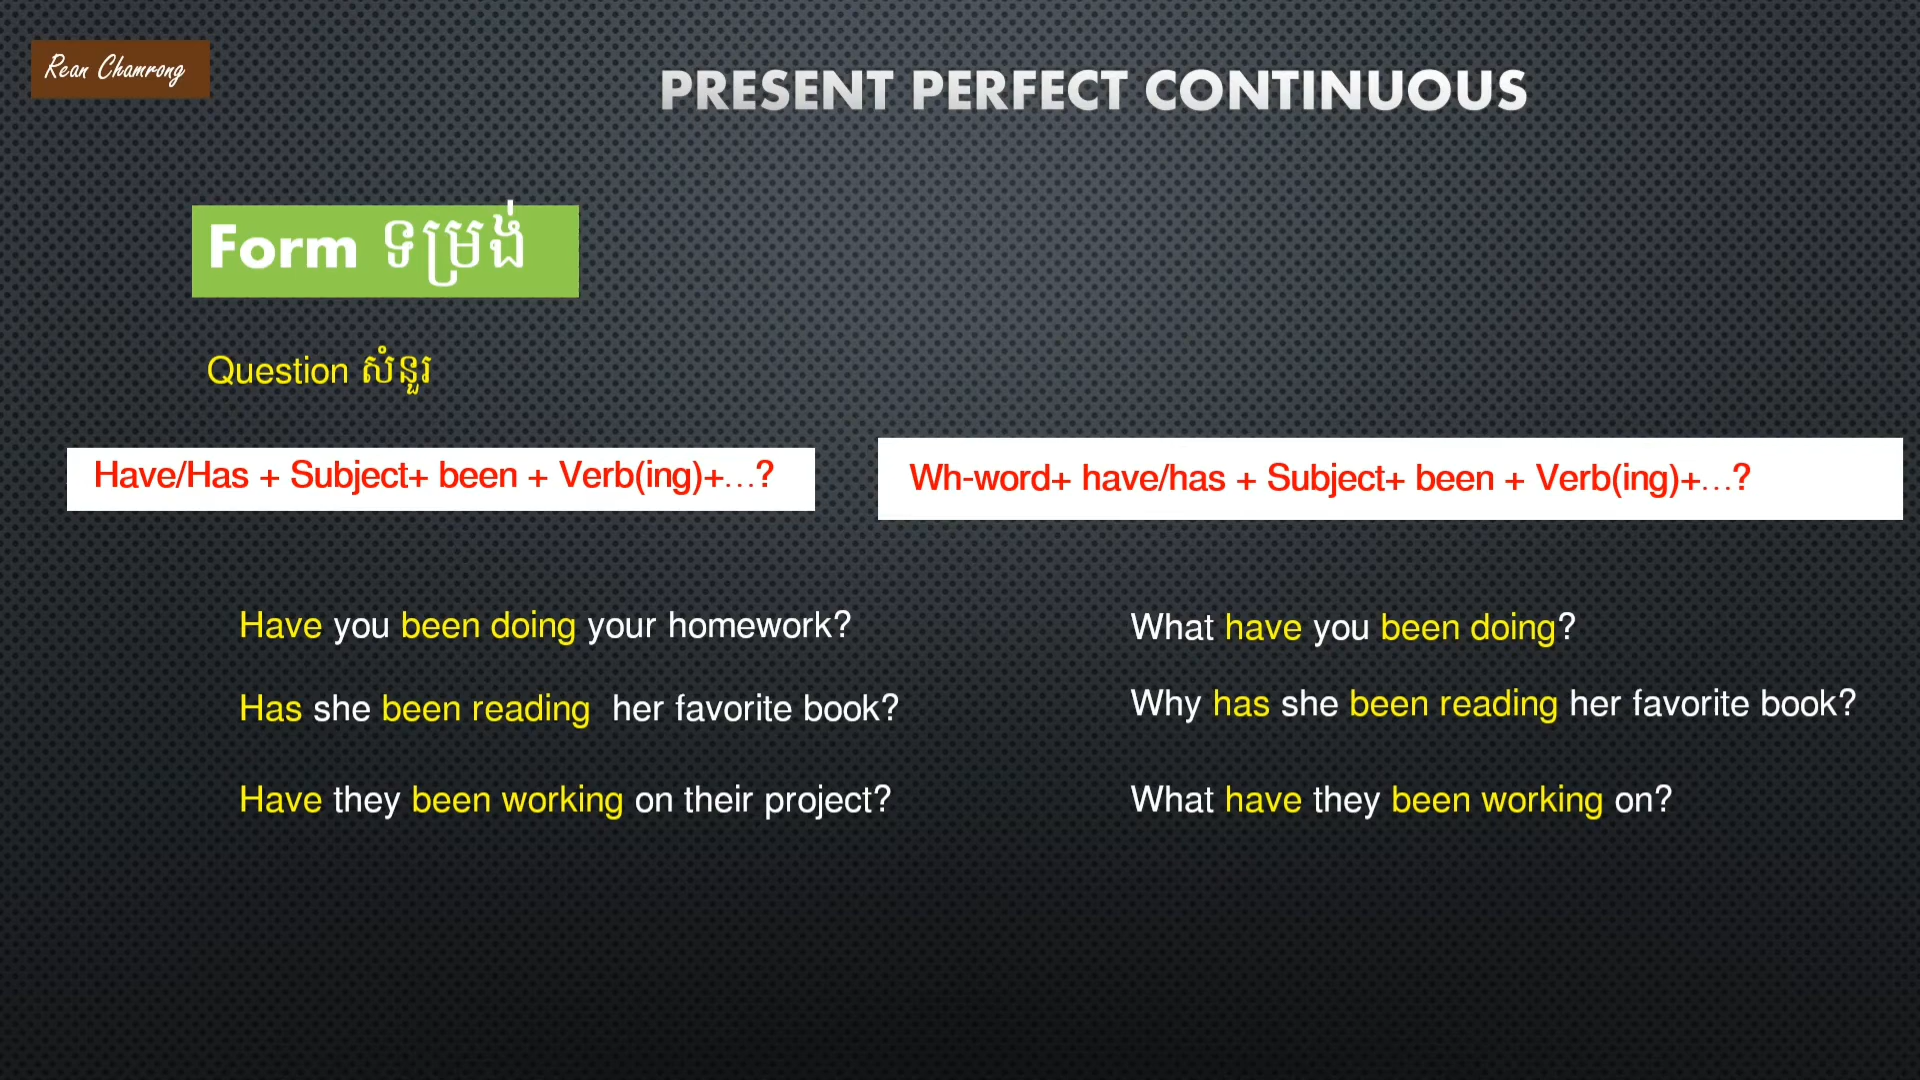 Rean Chamrong
PRESENT PERFECT CONTINUOUS
Form ទម្រង់
Question សំនួរ
Have/Has + Subject+ been + Verb(ing)+…?
Have you been doing your homework?
Has she been reading her favorite book?
Have they been working on their project?
Wh-word+ have/has + Subject+ been + Verb(ing)+…?
What have you been doing?
Why has she been reading her favorite book?
What have they been working on?